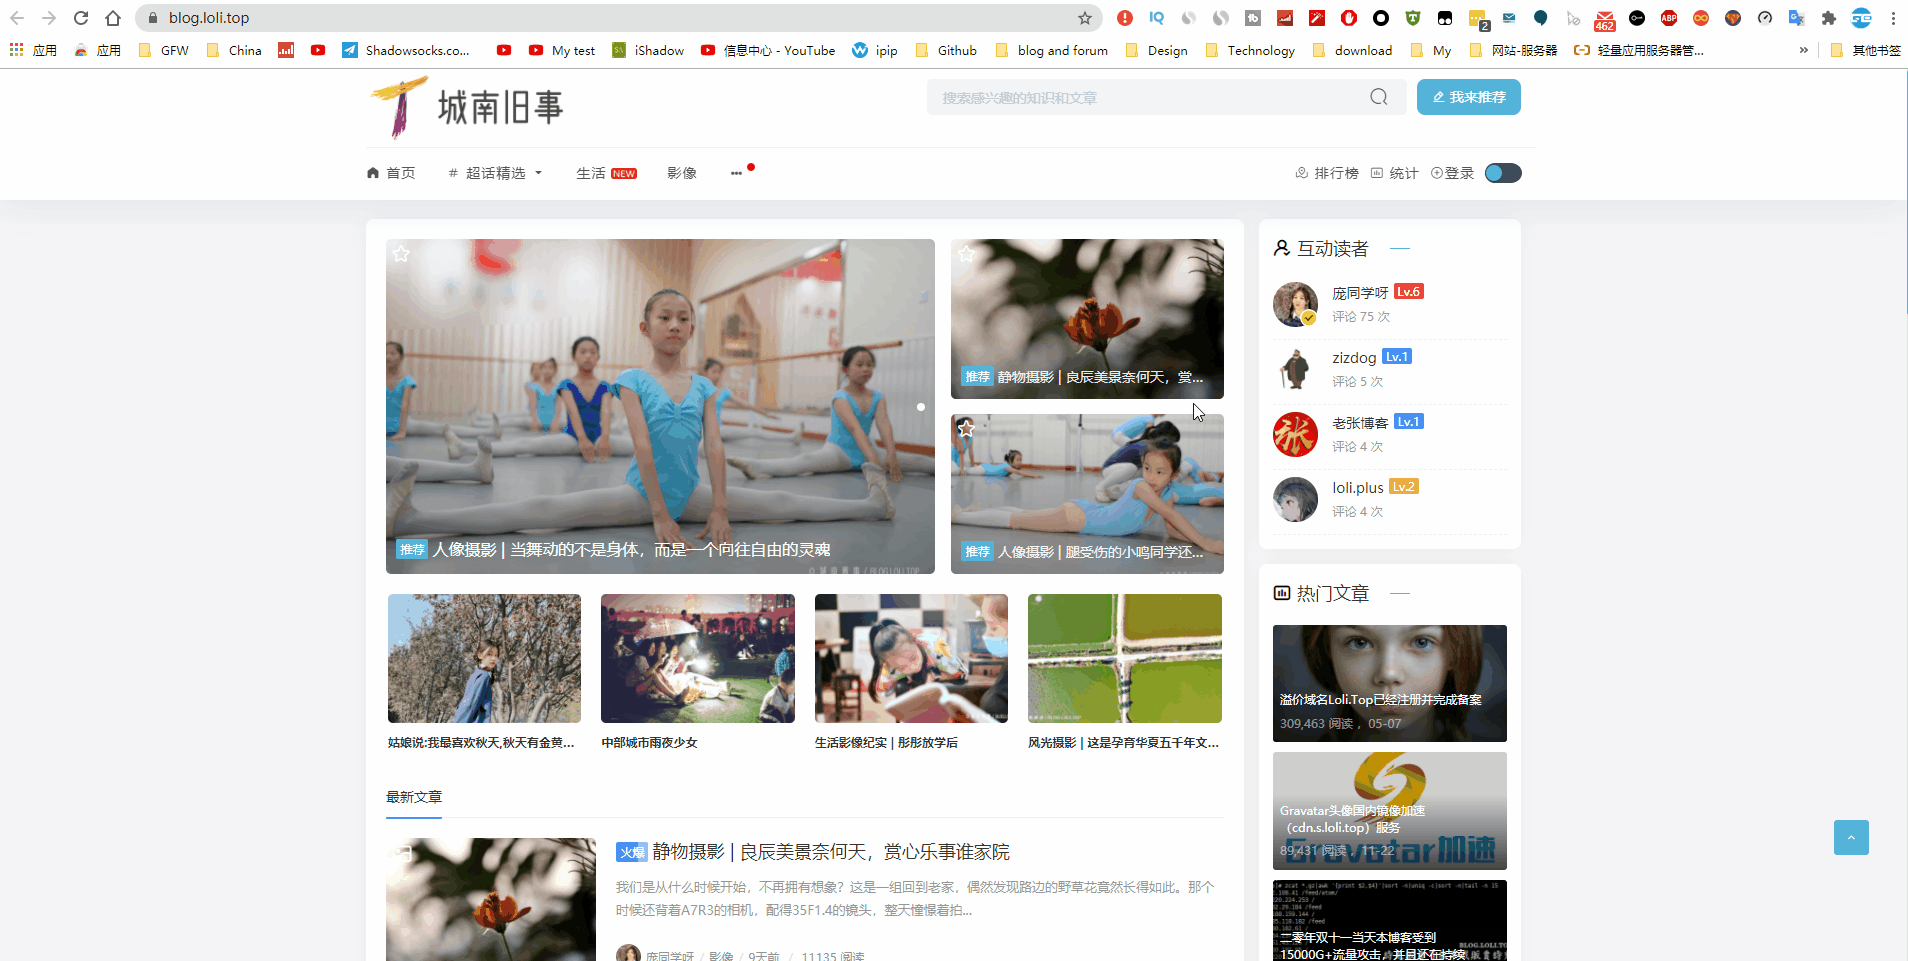 blog.loli.top
应用
应用
GFW
China
Shadowsocks.co...
My test
iShadow
信息中心 - YouTube
ipip
Github
blog and forum
Design
Technology
download
My
网站-服务器
轻量应用服务器管...
»
其他书签
城南旧事
搜索感兴趣的知识和文章
我来推荐
首页
# 超话精选
生活 NEW
影像
排行榜
统计
登录
推荐 人像摄影 | 当舞动的不是身体，而是一个向往自由的灵魂
推荐 静物摄影 | 良辰美景奈何天，赏...
推荐 人像摄影 | 腿受伤的小鸣同学还...
姑娘说:我最喜欢秋天,秋天有金黄...
中部城市雨夜少女
生活影像纪实 | 彤彤放学后
风光摄影 | 这是孕育华夏五千年文...
最新文章
火爆 静物摄影 | 良辰美景奈何天，赏心乐事谁家院
我们是从什么时候开始，不再拥有想象？这是一组回到老家，偶然发现路边的野草花竟然长得如此。那个
时候还背着A7R3的相机，配得35F1.4的镜头，整天憧憬着拍...
庞同学呀 / 影像 / 9天前 / 11135 阅读
互动读者
庞同学呀 Lv.6
评论 75 次
zizdog Lv.1
评论 5 次
老张博客 Lv.1
评论 4 次
loli.plus Lv.2
评论 4 次
热门文章
溢价域名Loli.Top已经注册并完成备案
309,463 阅读 ，05-07
Gravatar头像国内镜像加速
（cdn.s.loli.top）服务
89,431 阅读 ，11-22
Gravatar加速
二零年双十一当天本博客受到
15000G+流量攻击，并且还在持续